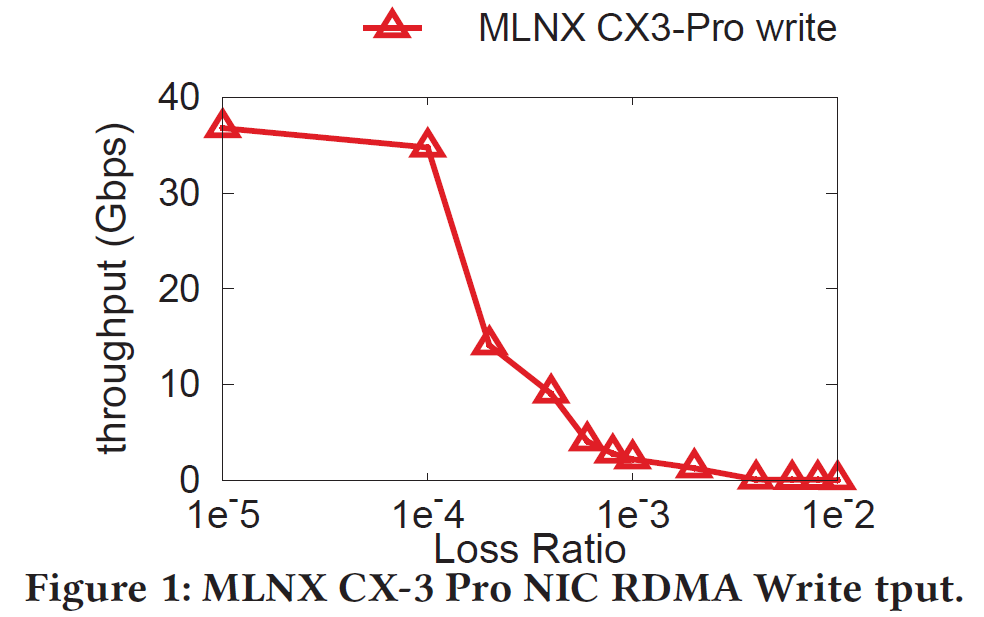 MLNX CX3-Pro write
40
30
20
10
0
throughput (Gbps)
1e-5 1e-4 1e-3 1e-2
Loss Ratio
Figure 1: MLNX CX-3 Pro NIC RDMA Write tput.